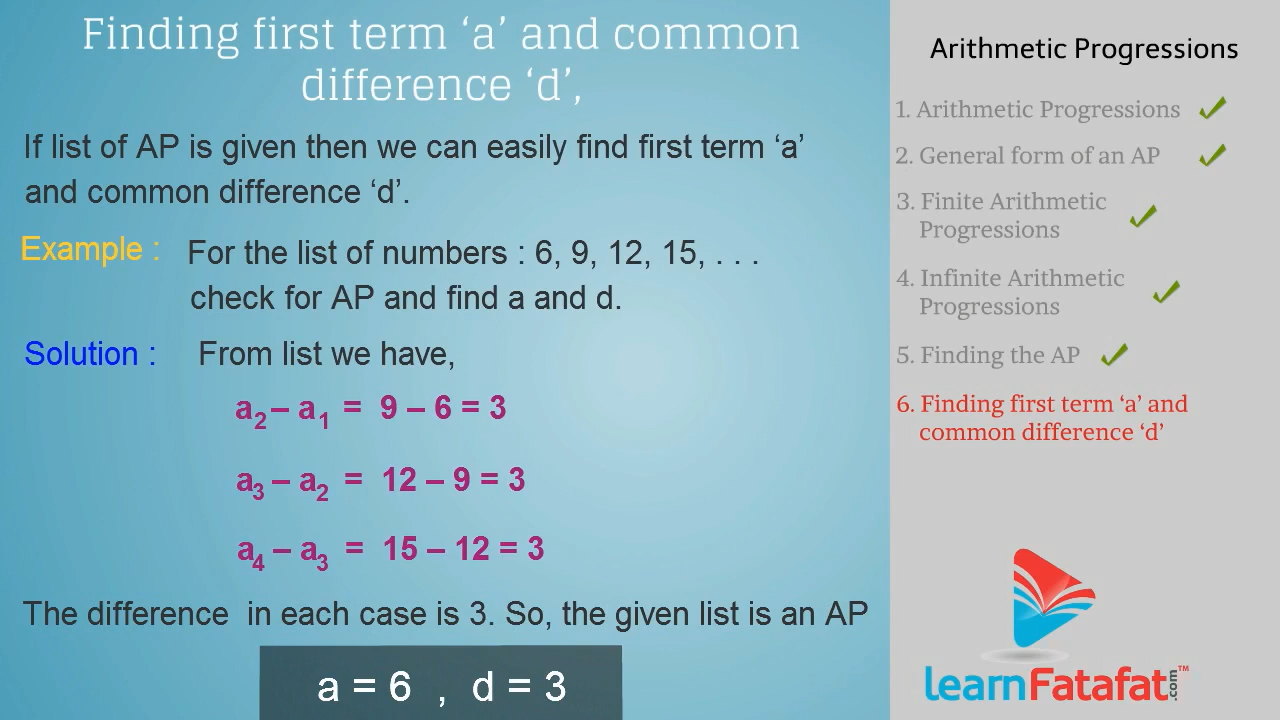 Finding first term ‘a’ and common
difference ‘d’,
If list of AP is given then we can easily find first term ‘a’
and common difference ‘d’.
Example : For the list of numbers : 6, 9, 12, 15, . . .
check for AP and find a and d.
Solution : From list we have,
a₂ – a₁ = 9 – 6 = 3
a₃ – a₂ = 12 – 9 = 3
a₄ – a₃ = 15 – 12 = 3
The difference in each case is 3. So, the given list is an AP
a = 6 , d = 3
Arithmetic Progressions
1. Arithmetic Progressions
2. General form of an AP
3. Finite Arithmetic
Progressions
4. Infinite Arithmetic
Progressions
5. Finding the AP
6. Finding first term ‘a’ and
common difference ‘d’
learnFatafat.com™